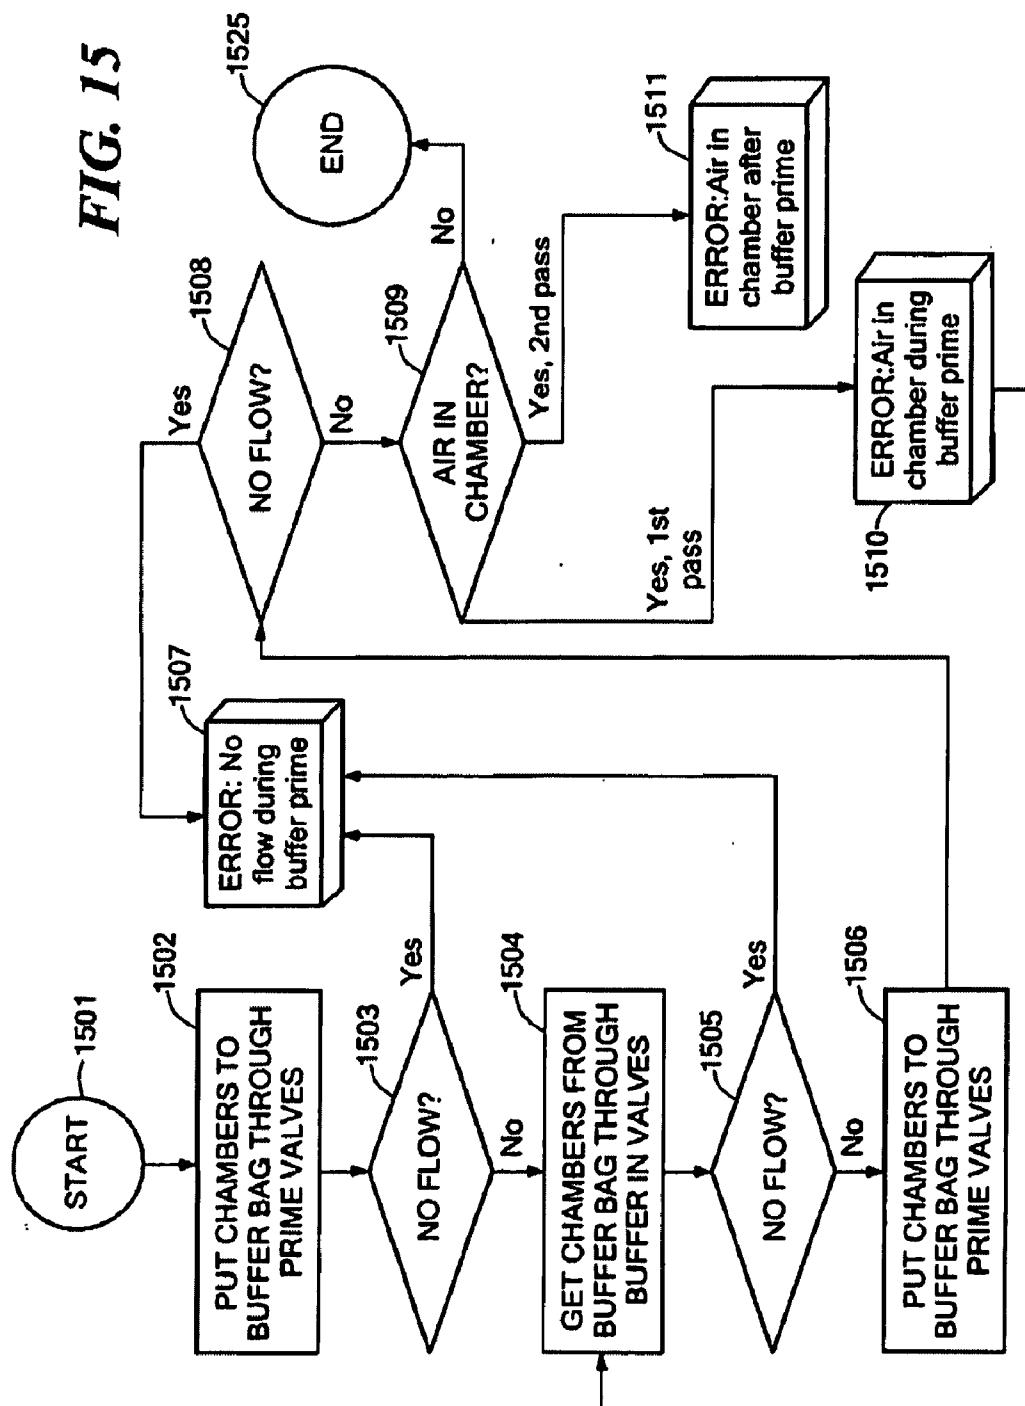 FIG. 15
START
1501
PUT CHAMBERS TO
BUFFER BAG THROUGH
PRIME VALVES
1502
NO FLOW?
1503
Yes
No
GET CHAMBERS FROM
BUFFER BAG THROUGH
BUFFER IN VALVES
1504
NO FLOW?
1505
Yes
No
PUT CHAMBERS TO
BUFFER BAG THROUGH
PRIME VALVES
1506
ERROR: No
flow during
buffer prime
1507
NO FLOW?
1508
Yes
No
AIR IN
CHAMBER?
1509
No
END
1525
Yes, 2nd pass
Yes, 1st
pass
ERROR:Air in
chamber after
buffer prime
1511
ERROR:Air in
chamber during
buffer prime
1510